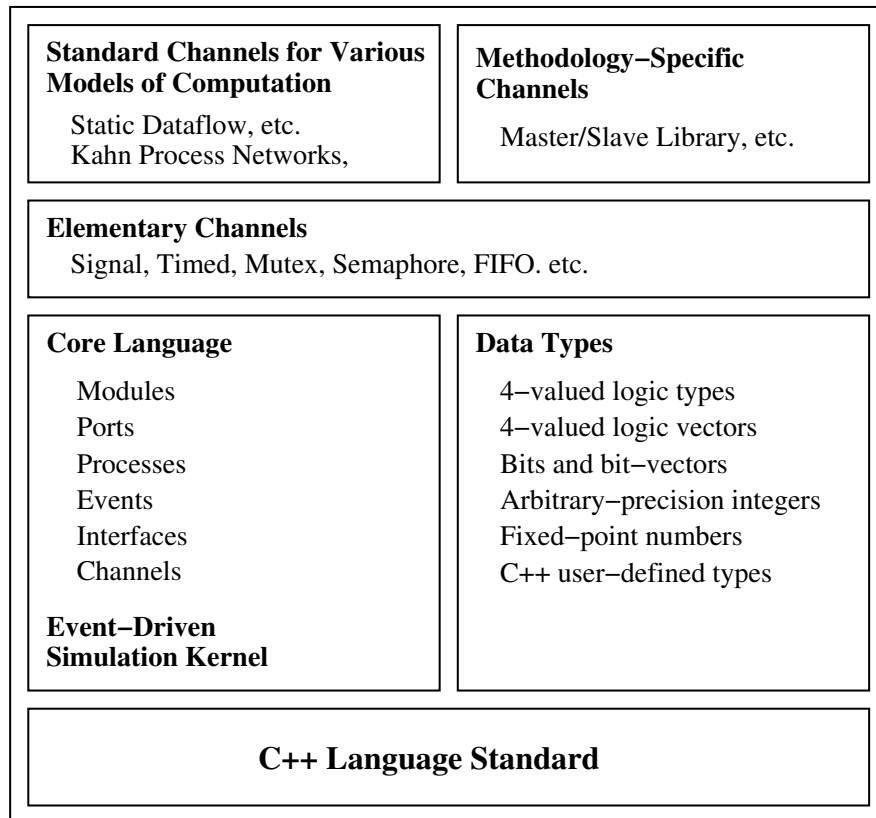 Standard Channels for Various
Models of Computation
Static Dataflow, etc.
Kahn Process Networks,
Methodology−Specific
Channels
Master/Slave Library, etc.
Elementary Channels
Signal, Timed, Mutex, Semaphore, FIFO. etc.
Core Language
Modules
Ports
Processes
Events
Interfaces
Channels
Event−Driven
Simulation Kernel
Data Types
4−valued logic types
4−valued logic vectors
Bits and bit−vectors
Arbitrary−precision integers
Fixed−point numbers
C++ user−defined types
C++ Language Standard